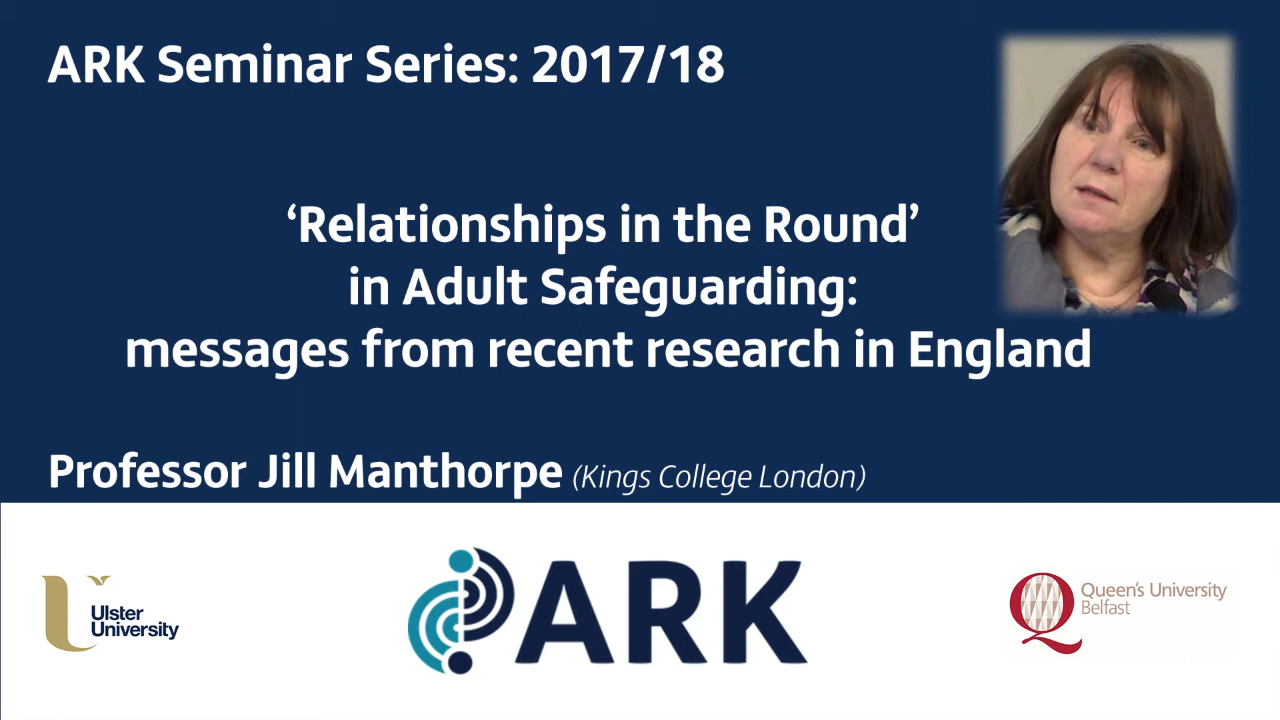 ARK Seminar Series: 2017/18
‘Relationships in the Round’
in Adult Safeguarding:
messages from recent research in England
Professor Jill Manthorpe (Kings College London)
Ulster
University
ARK
Queen's University
Belfast